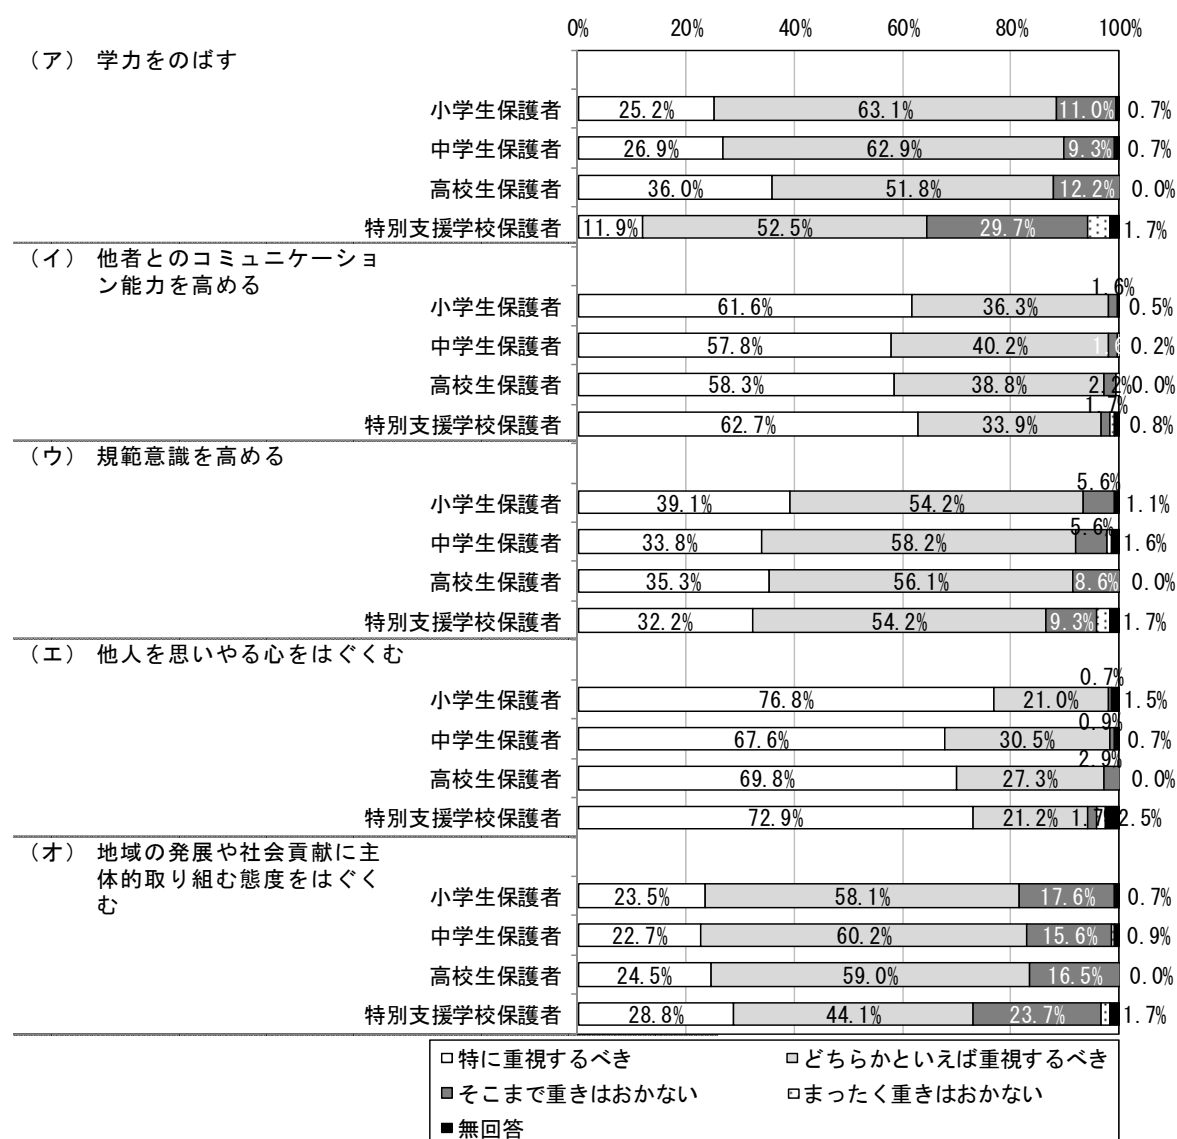 0% 20% 40% 60% 80% 100%
（ア） 学力をのばす
小学生保護者 25.2% 63.1% 11.0% 0.7%
中学生保護者 26.9% 62.9% 9.3% 0.7%
高校生保護者 36.0% 51.8% 12.2% 0.0%
特別支援学校保護者 11.9% 52.5% 29.7% 1.7%
（イ） 他者とのコミュニケーショ
ン能力を高める
1.6%
小学生保護者 61.6% 36.3% 0.5%
中学生保護者 57.8% 40.2% 0.2%
高校生保護者 58.3% 38.8% 2.2% 0.0%
1.7%
特別支援学校保護者 62.7% 33.9% 0.8%
（ウ） 規範意識を高める
5.6%
小学生保護者 39.1% 54.2% 1.1%
5.6%
中学生保護者 33.8% 58.2% 1.6%
高校生保護者 35.3% 56.1% 8.6% 0.0%
特別支援学校保護者 32.2% 54.2% 9.3% 1.7%
（エ） 他人を思いやる心をはぐくむ
0.7%
小学生保護者 76.8% 21.0% 1.5%
0.9%
中学生保護者 67.6% 30.5% 0.7%
2.9%
高校生保護者 69.8% 27.3% 0.0%
特別支援学校保護者 72.9% 21.2% 1.7% 2.5%
（オ） 地域の発展や社会貢献に主
体的取り組む態度をはぐく
む
小学生保護者 23.5% 58.1% 17.6% 0.7%
中学生保護者 22.7% 60.2% 15.6% 0.9%
高校生保護者 24.5% 59.0% 16.5% 0.0%
特別支援学校保護者 28.8% 44.1% 23.7% 1.7%
特に重視するべき どちらかといえば重視するべき
そこまで重きはおかない まったく重きはおかない
無回答